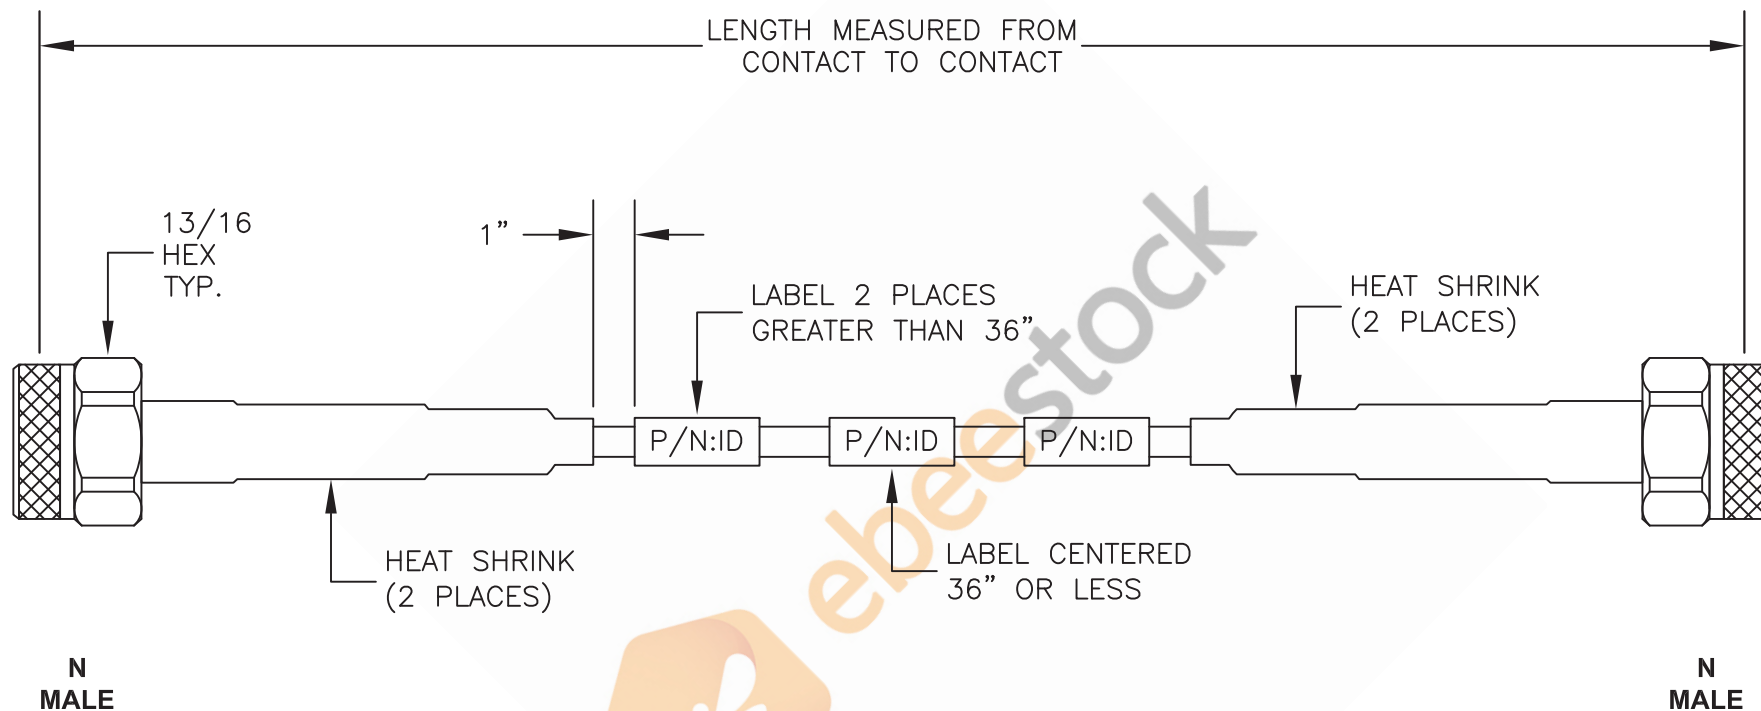 LENGTH MEASURED FROM
CONTACT TO CONTACT
13/16
HEX
TYP.
1”
LABEL 2 PLACES
GREATER THAN 36”
HEAT SHRINK
(2 PLACES)
P/N:ID
P/N:ID
P/N:ID
HEAT SHRINK
(2 PLACES)
LABEL CENTERED
36” OR LESS
ebeestock
N
MALE
N
MALE